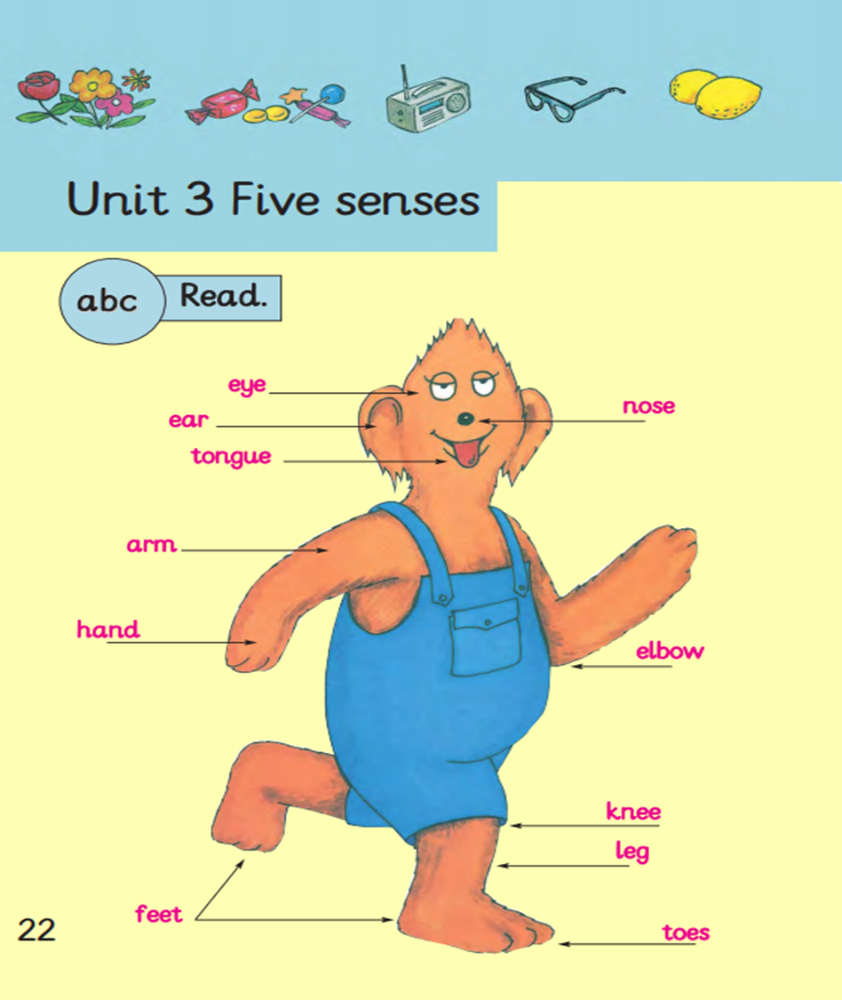 Unit 3 Five senses
abc
Read.
eye
nose
ear
tongue
arm
hand
elbow
knee
leg
feet
toes
22